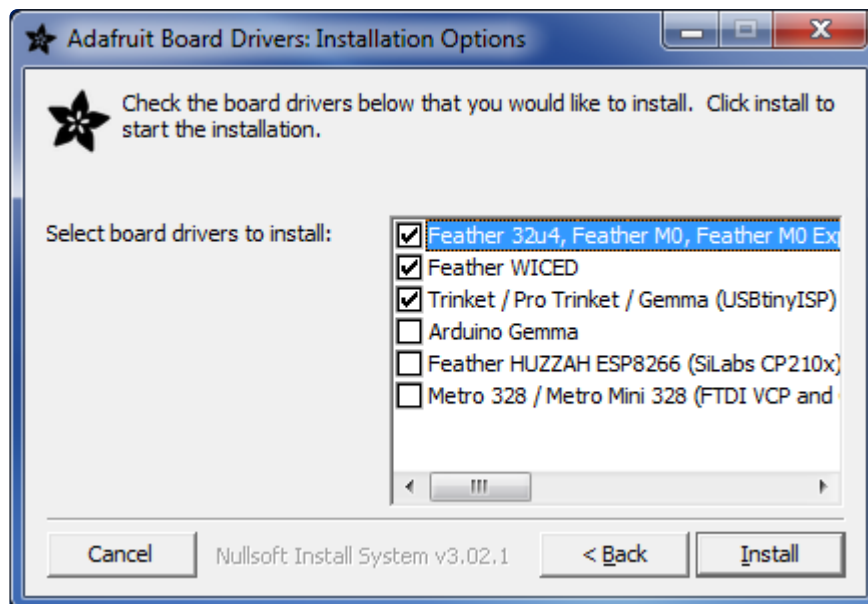 Adafruit Board Drivers: Installation Options
Check the board drivers below that you would like to install.  Click install to
start the installation.
Select board drivers to install:
Feather 32u4, Feather M0, Feather M0
Feather WICED
Trinket / Pro Trinket / Gemma (USBtinyISP)
Arduino Gemma
Feather HUZZAH ESP8266 (SiLabs CP210x)
Metro 328 / Metro Mini 328 (FTDI VCP and
Cancel
Nullsoft Install System v3.02.1
< Back
Install